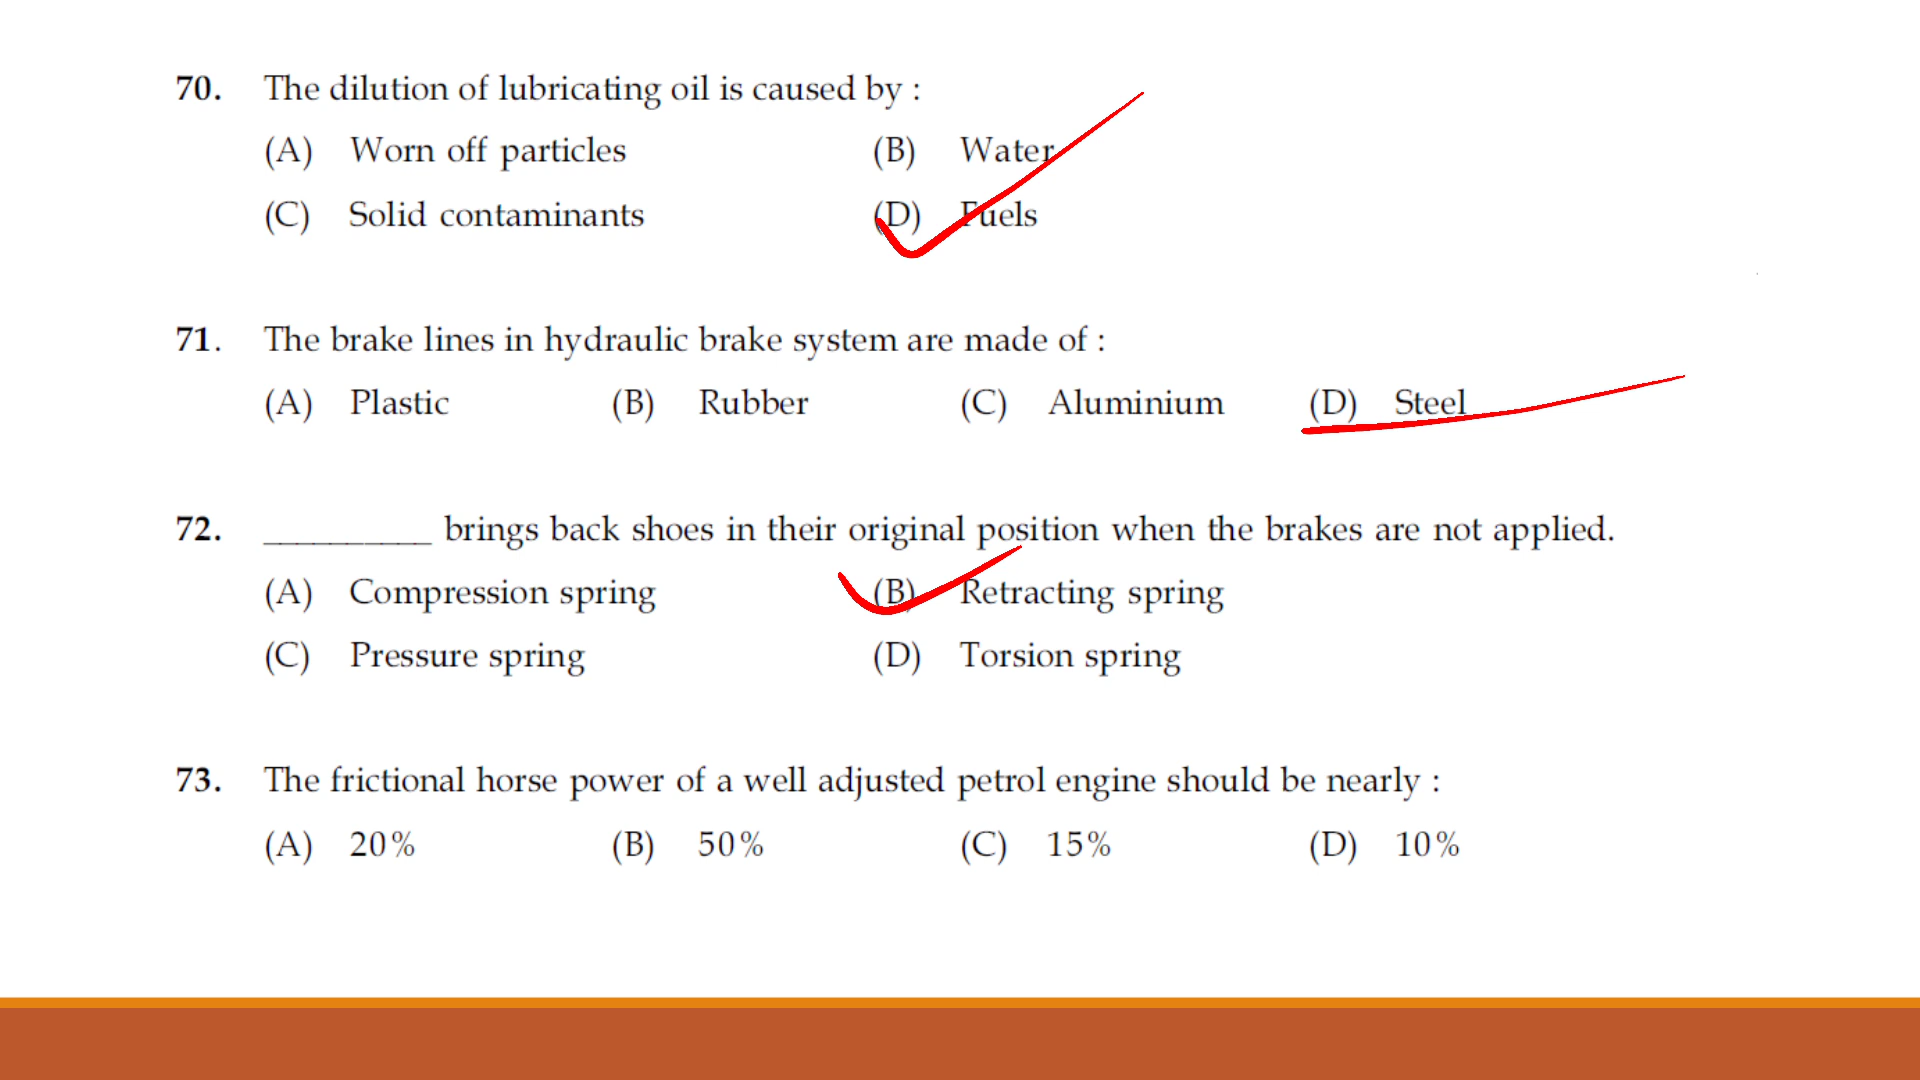 70. The dilution of lubricating oil is caused by :
(A) Worn off particles (B) Water
(C) Solid contaminants (D) Fuels
71. The brake lines in hydraulic brake system are made of :
(A) Plastic (B) Rubber (C) Aluminium (D) Steel
72. __________ brings back shoes in their original position when the brakes are not applied.
(A) Compression spring (B) Retracting spring
(C) Pressure spring (D) Torsion spring
73. The frictional horse power of a well adjusted petrol engine should be nearly :
(A) 20% (B) 50% (C) 15% (D) 10%